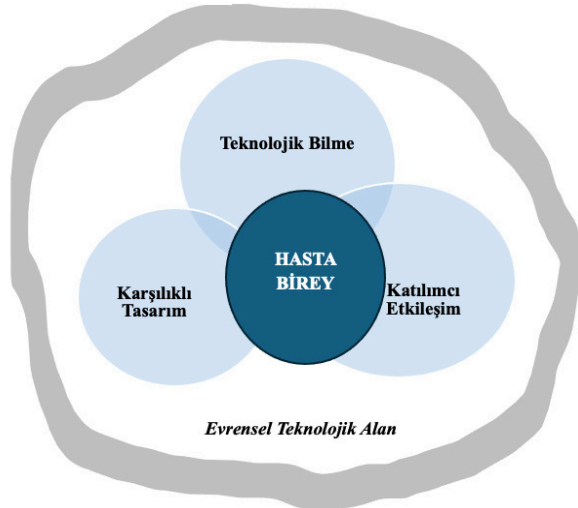 Teknolojik Bilme
HASTA
BİREY
Karşılıklı
Tasarım
Katılımcı
Etkileşim
Evrensel Teknolojik Alan